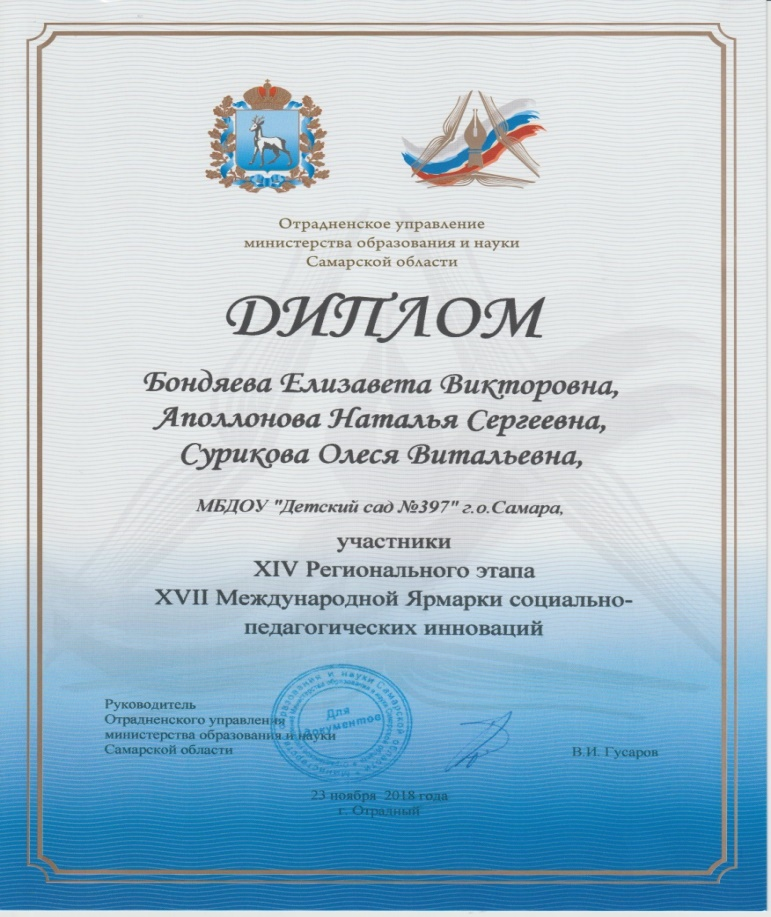 Отрадненское управление
министерства образования и науки
Самарской области
ДИПЛОМ
Бондяева Елизавета Викторовна,
Аполлонова Наталья Сергеевна,
Сурикова Олеся Витальевна,
МБДОУ "Детский сад №397" г.о.Самара,
участники
XIV Регионального этапа
XVII Международной Ярмарки социально-
педагогических инноваций
Руководитель
Отрадненского управления
министерства образования и науки
Самарской области
В.И. Гусаров
Для
документов
23 ноября 2018 года
г. Отрадный